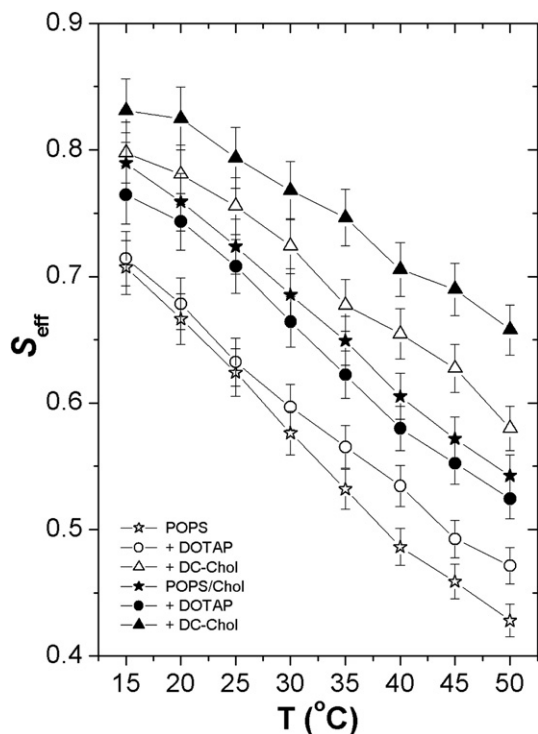 0.9
0.8
0.7
0.6
0.5
0.4
S_eff
POPS
+ DOTAP
+ DC-Chol
POPS/Chol
+ DOTAP
+ DC-Chol
15 20 25 30 35 40 45 50
T (°C)